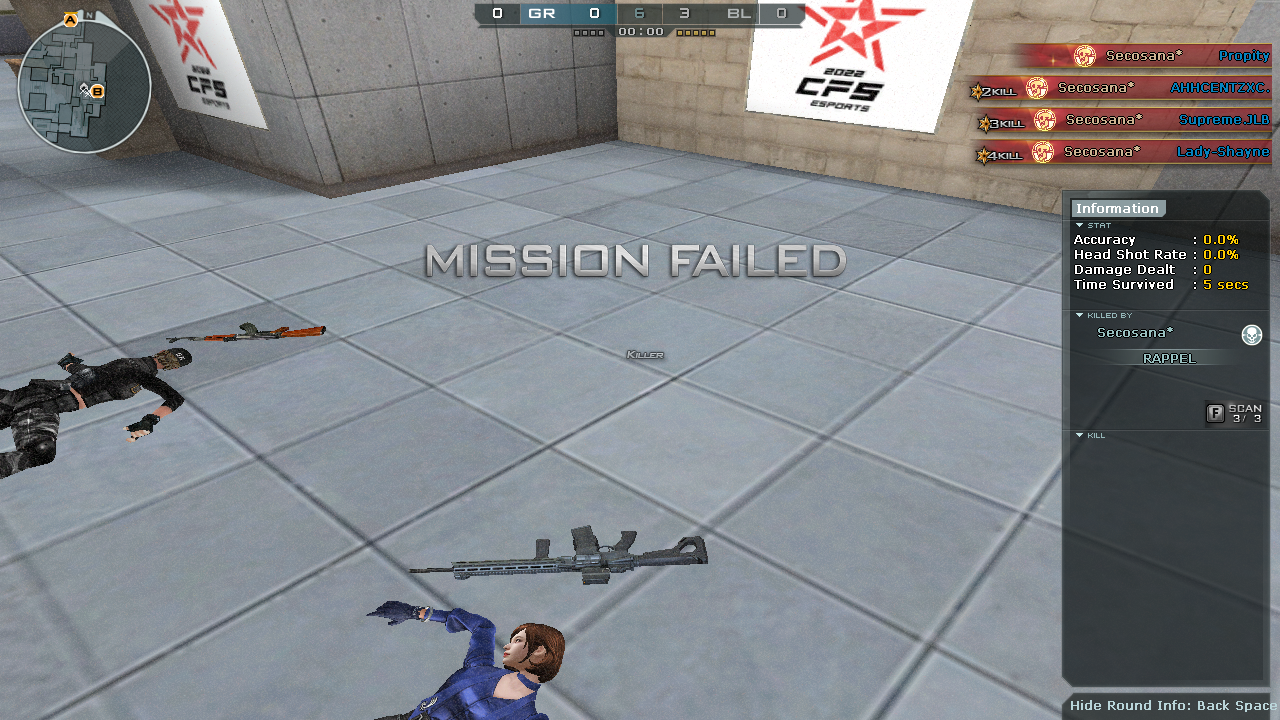 0 GR 0 6 3 BL 0
00:00
A N
B
2022
CFS
ESPORTS
2022
CFS
ESPORTS
Secosana* Propity
2KILL Secosana* AHHCENTZXC.
3KILL Secosana* Supreme.JLB
4KILL Secosana* Lady-Shayne
MISSION FAILED
KILLER
Information
STAT
Accuracy : 0.0%
Head Shot Rate : 0.0%
Damage Dealt : 0
Time Survived : 5 secs
KILLED BY
Secosana*
RAPPEL
F SCAN
3/ 3
KILL
Hide Round Info: Back Space